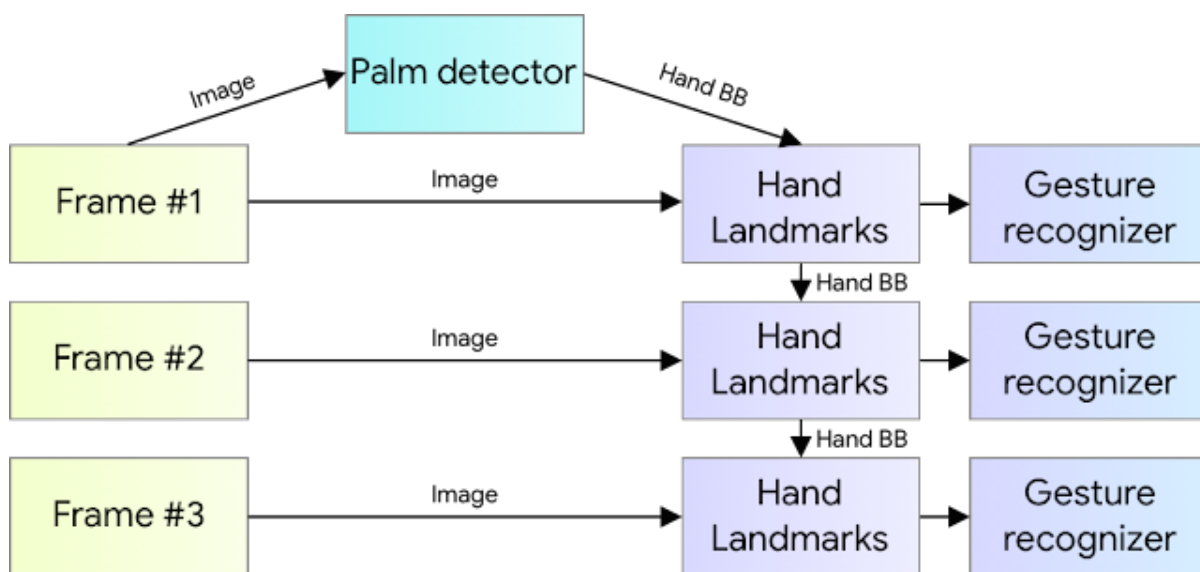 Palm detector
Image
Hand BB
Frame #1
Image
Hand
Landmarks
Gesture
recognizer
Hand BB
Frame #2
Image
Hand
Landmarks
Gesture
recognizer
Hand BB
Frame #3
Image
Hand
Landmarks
Gesture
recognizer